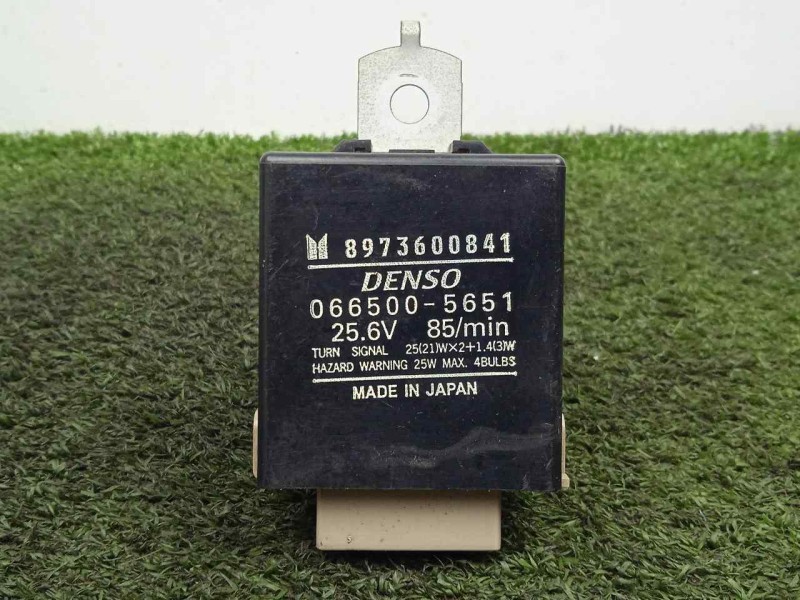 8973600841
DENSO
066500-5651
25.6V 85/min
TURN SIGNAL 25(21)W×2+1.4(3)W
HAZARD WARNING 25W MAX. 4BULBS
MADE IN JAPAN
5